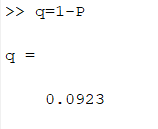 >> q=1-P
q =
0.0923